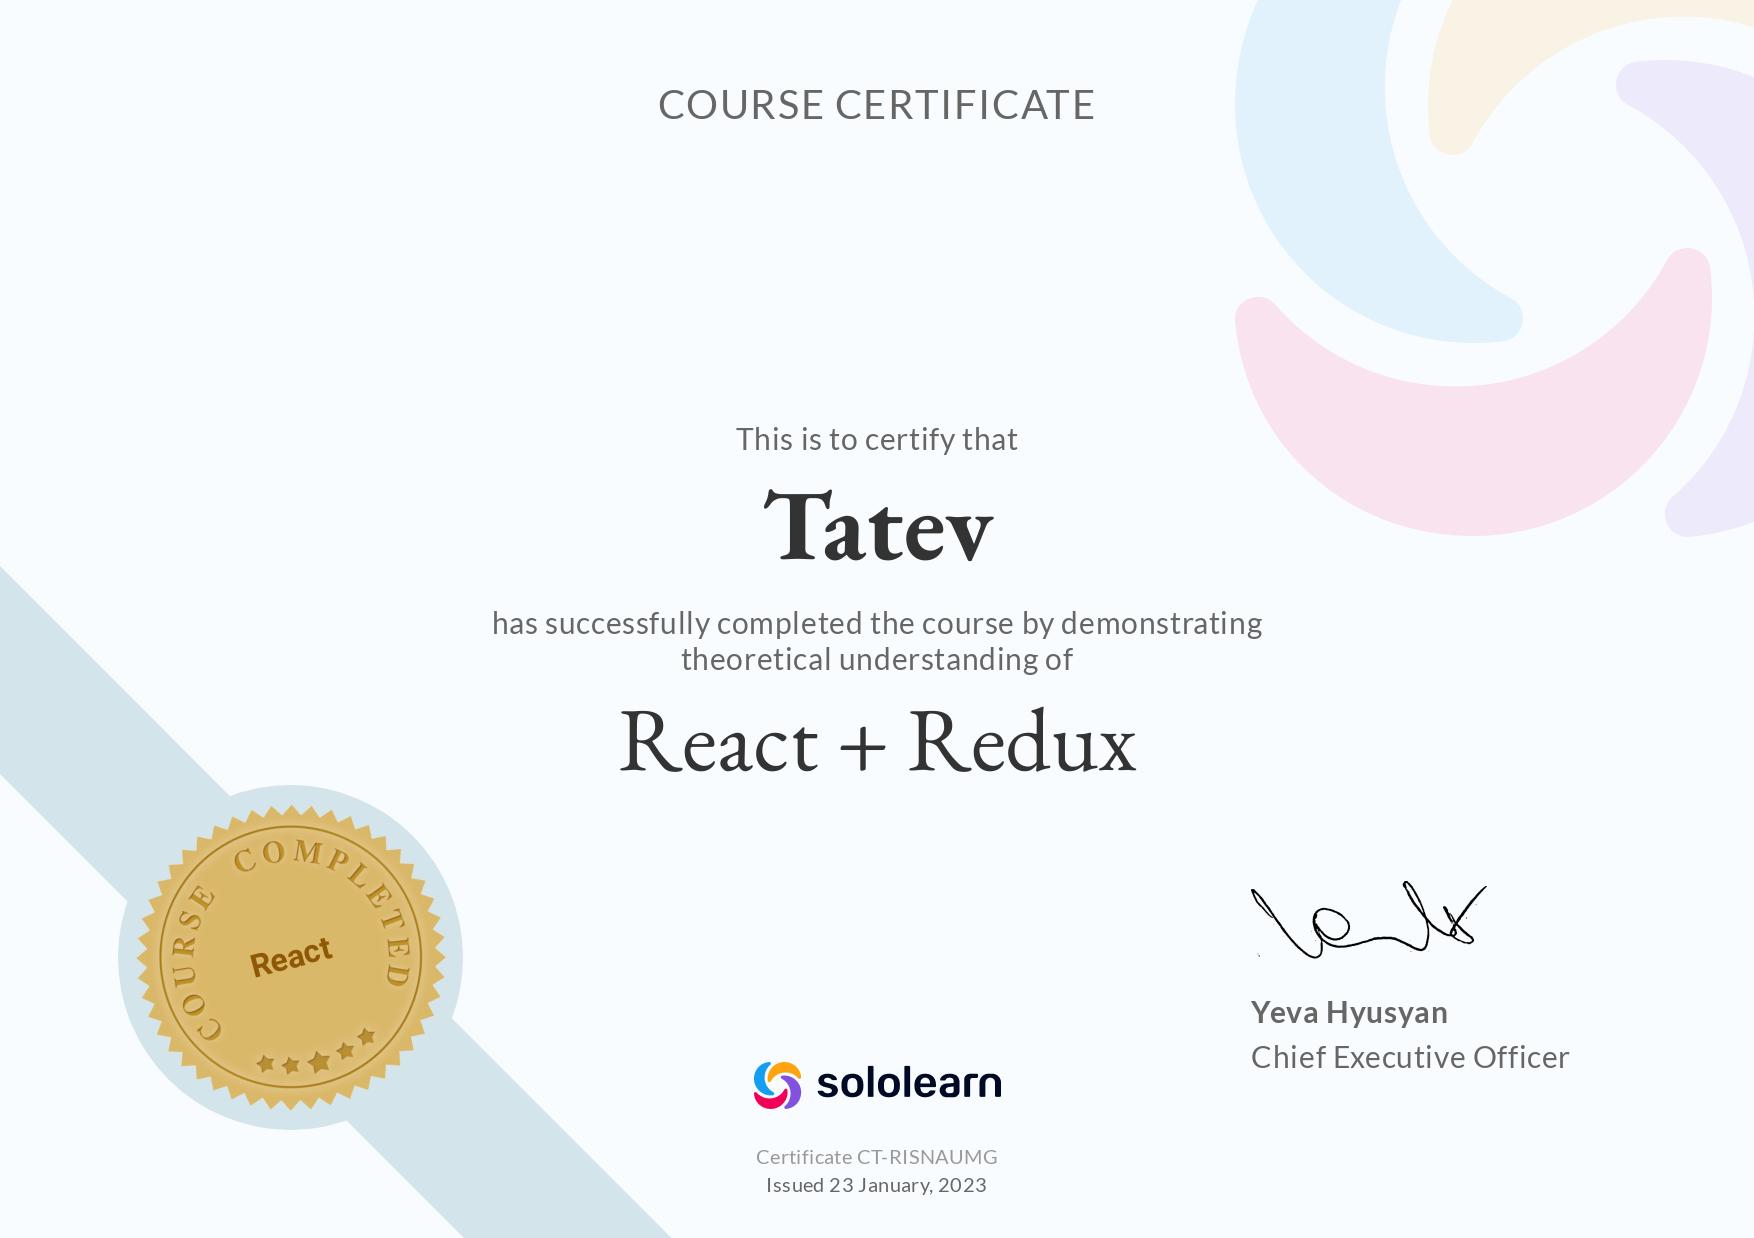 COURSE CERTIFICATE
This is to certify that
Tatev
has successfully completed the course by demonstrating
theoretical understanding of
React + Redux
COURSE COMPLETED
React
Yeva Hyusyan
Chief Executive Officer
sololearn
Certificate CT-RISNAUMG
Issued 23 January, 2023